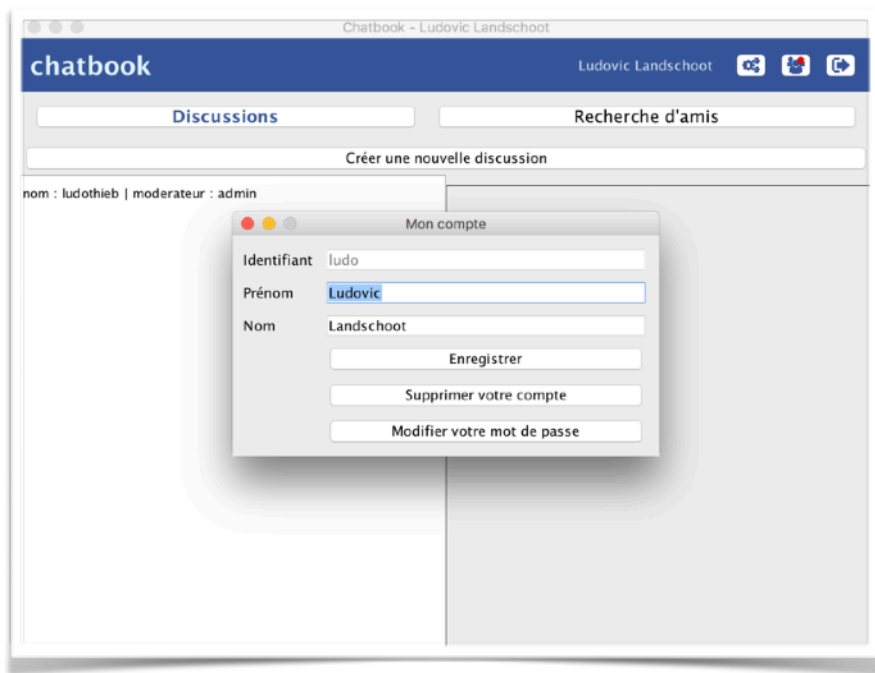 Chatbook - Ludovic Landschoot
chatbook
Ludovic Landschoot
Discussions
Recherche d'amis
Créer une nouvelle discussion
nom : ludothieb | moderateur : admin
Mon compte
Identifiant ludo
Prénom Ludovic
Nom Landschoot
Enregistrer
Supprimer votre compte
Modifier votre mot de passe